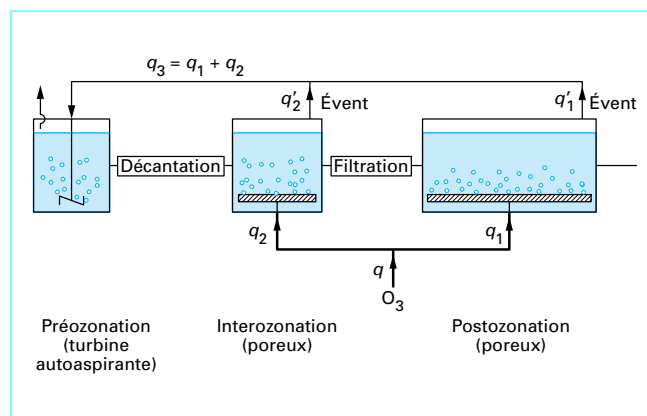 q₃ = q₁ + q₂
q′₂
Évent
q′₁ Évent
Décantation
Filtration
q₂
q₁
q
O₃
Préozonation
(turbine
autoaspirante)
Interozonation
(poreux)
Postozonation
(poreux)